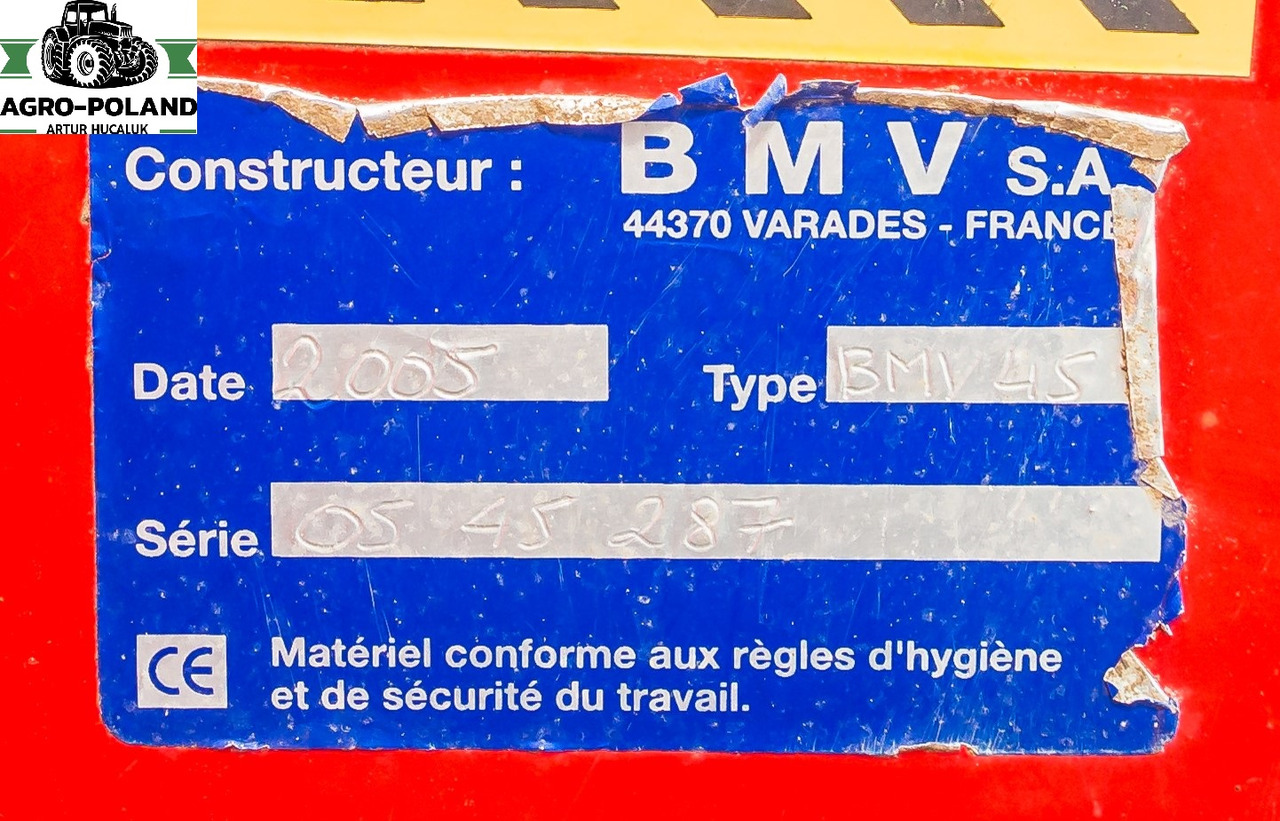 AGRO-POLAND
ARTUR HUCALUK
Constructeur : B M V S.A.
44370 VARADES - FRANCE
Date 2005 Type BMV 45
Série 05 45 287
CE Matériel conforme aux règles d'hygiène
et de sécurité du travail.